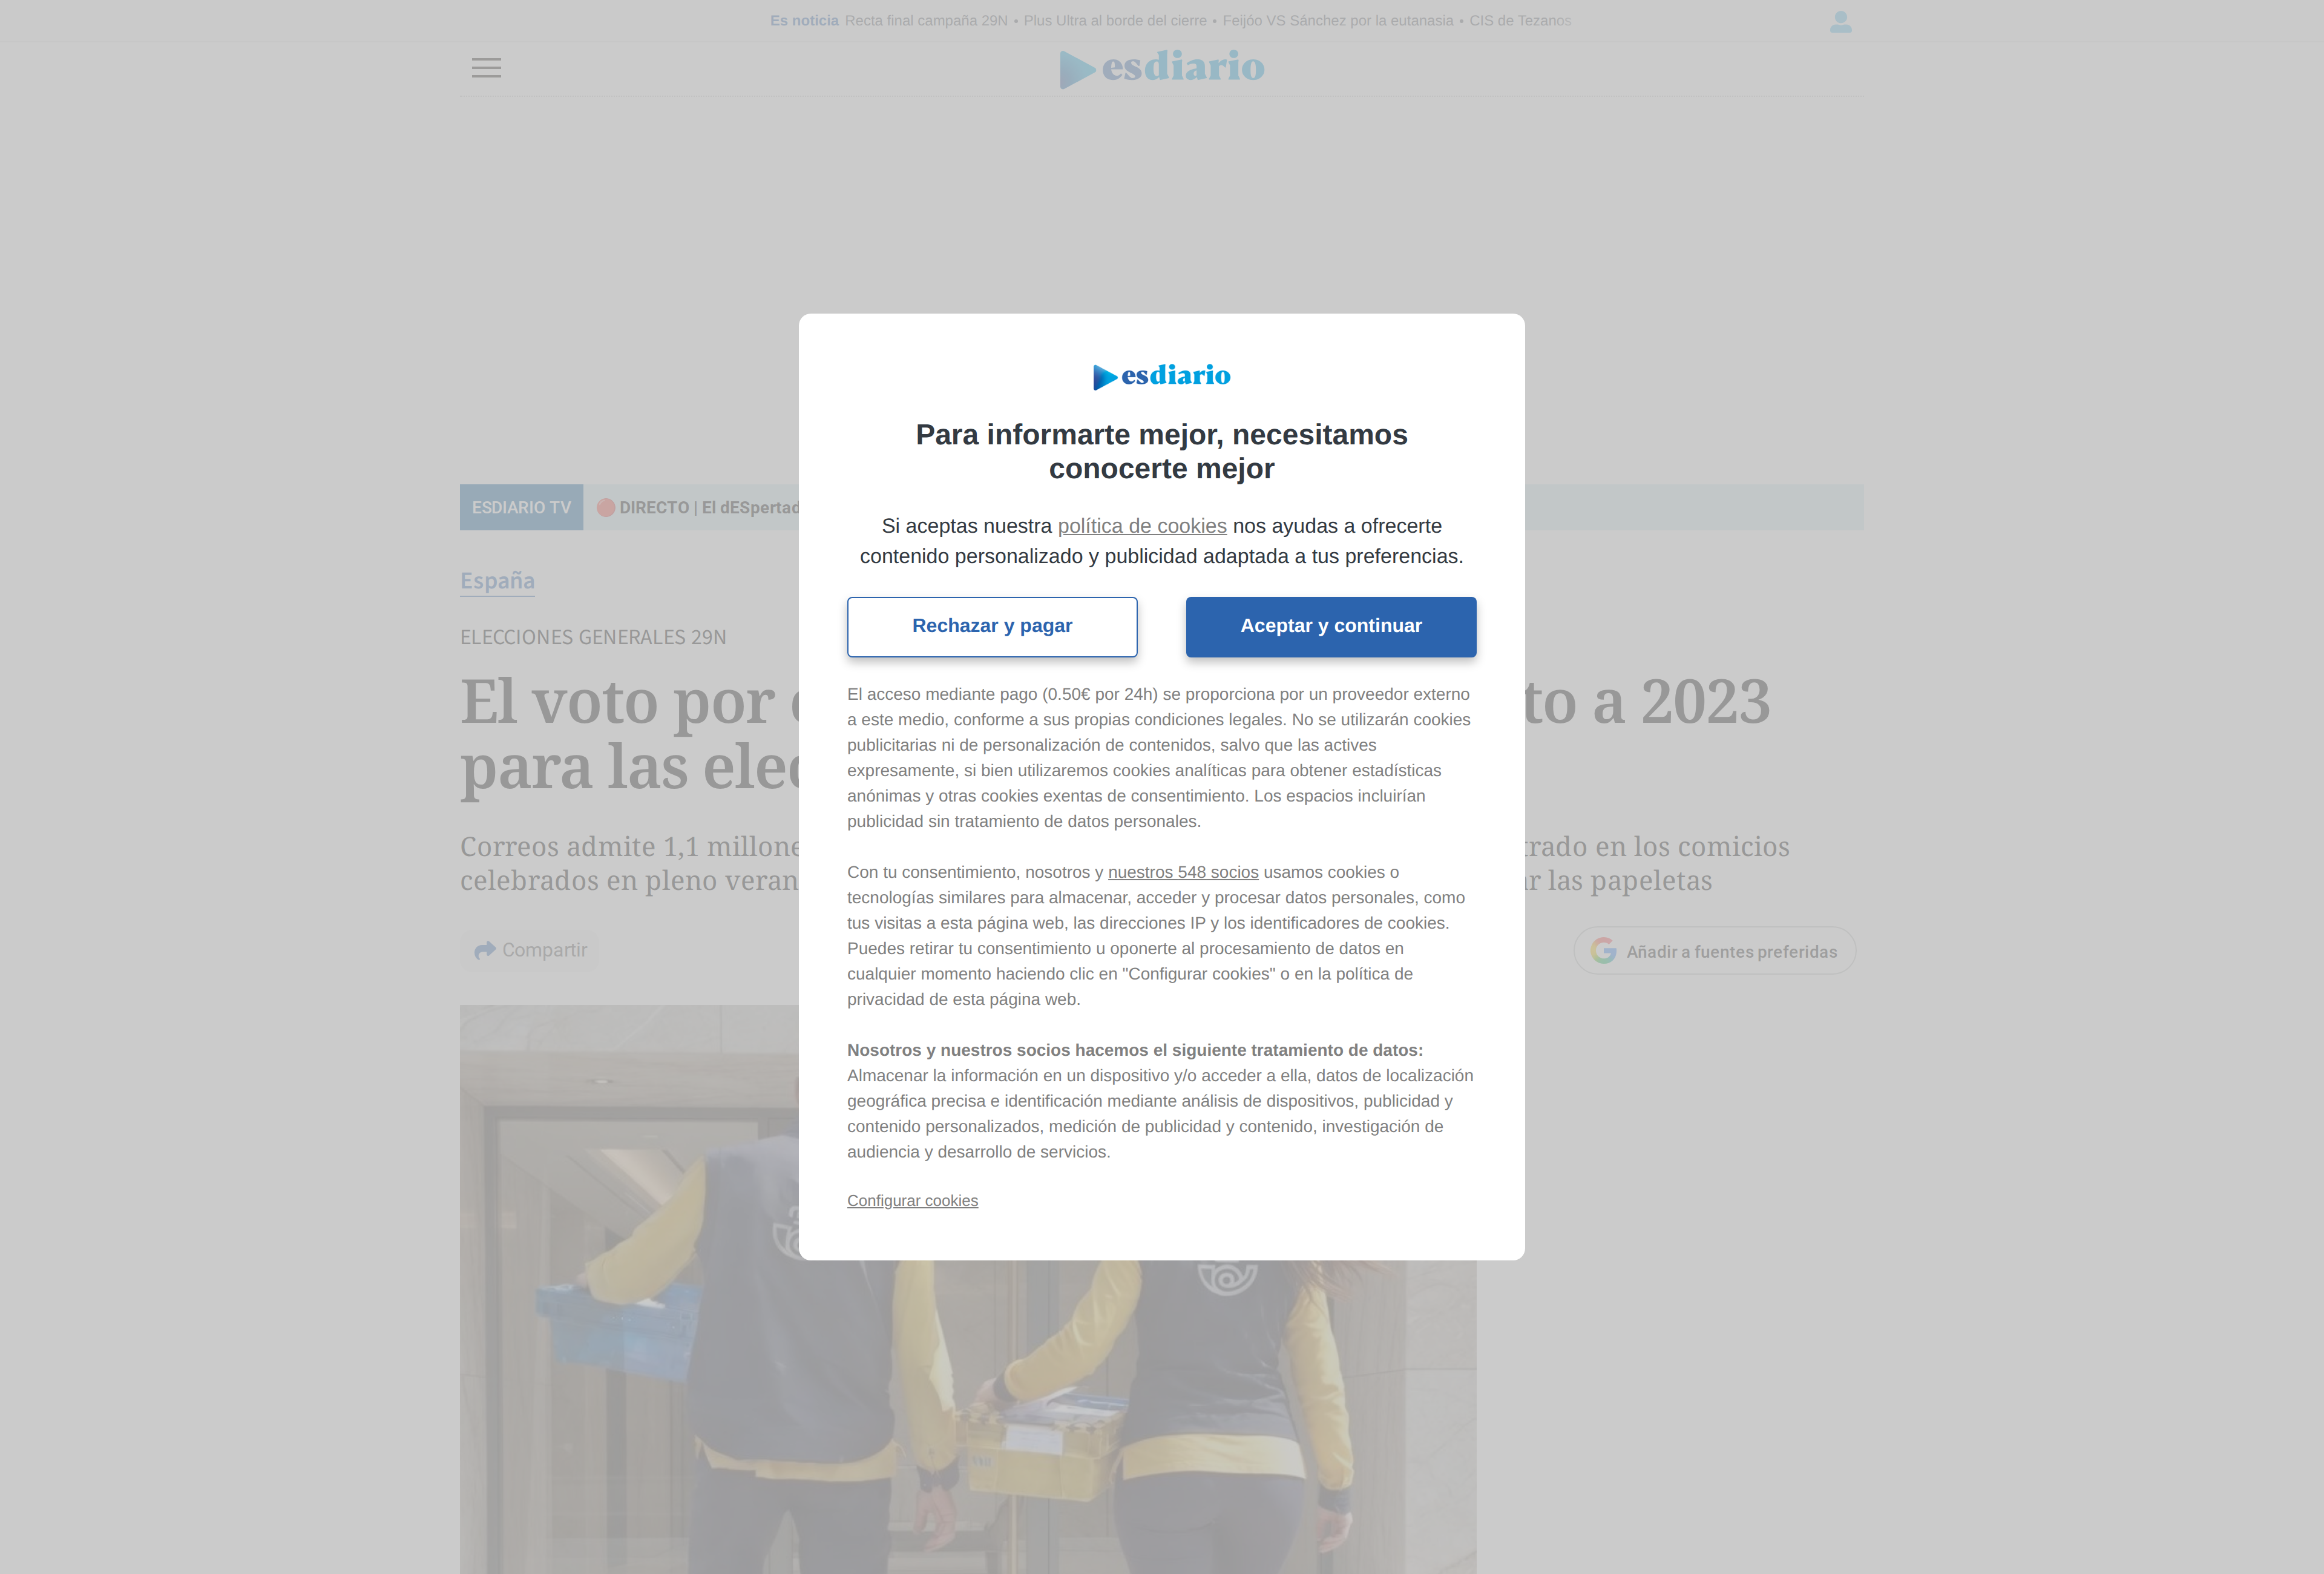 Es noticia Recta final campaña 29N • Plus Ultra al borde del cierre • Feijóo VS Sánchez por la eutanasia • CIS de Tezanos
esdiario
esdiario
Para informarte mejor, necesitamos
conocerte mejor
Si aceptas nuestra política de cookies nos ayudas a ofrecerte
contenido personalizado y publicidad adaptada a tus preferencias.
Rechazar y pagar
Aceptar y continuar
El acceso mediante pago (0.50€ por 24h) se proporciona por un proveedor externo
a este medio, conforme a sus propias condiciones legales. No se utilizarán cookies
publicitarias ni de personalización de contenidos, salvo que las actives
expresamente, si bien utilizaremos cookies analíticas para obtener estadísticas
anónimas y otras cookies exentas de consentimiento. Los espacios incluirían
publicidad sin tratamiento de datos personales.
Con tu consentimiento, nosotros y nuestros 548 socios usamos cookies o
tecnologías similares para almacenar, acceder y procesar datos personales, como
tus visitas a esta página web, las direcciones IP y los identificadores de cookies.
Puedes retirar tu consentimiento u oponerte al procesamiento de datos en
cualquier momento haciendo clic en "Configurar cookies" o en la política de
privacidad de esta página web.
Nosotros y nuestros socios hacemos el siguiente tratamiento de datos:
Almacenar la información en un dispositivo y/o acceder a ella, datos de localización
geográfica precisa e identificación mediante análisis de dispositivos, publicidad y
contenido personalizados, medición de publicidad y contenido, investigación de
audiencia y desarrollo de servicios.
Configurar cookies
ESDIARIO TV
DIRECTO | El dESpertad
España
ELECCIONES GENERALES 29N
El voto por to a 2023
para las elec
Correos admite 1,1 millone trado en los comicios
celebrados en pleno veran ar las papeletas
Compartir
Añadir a fuentes preferidas